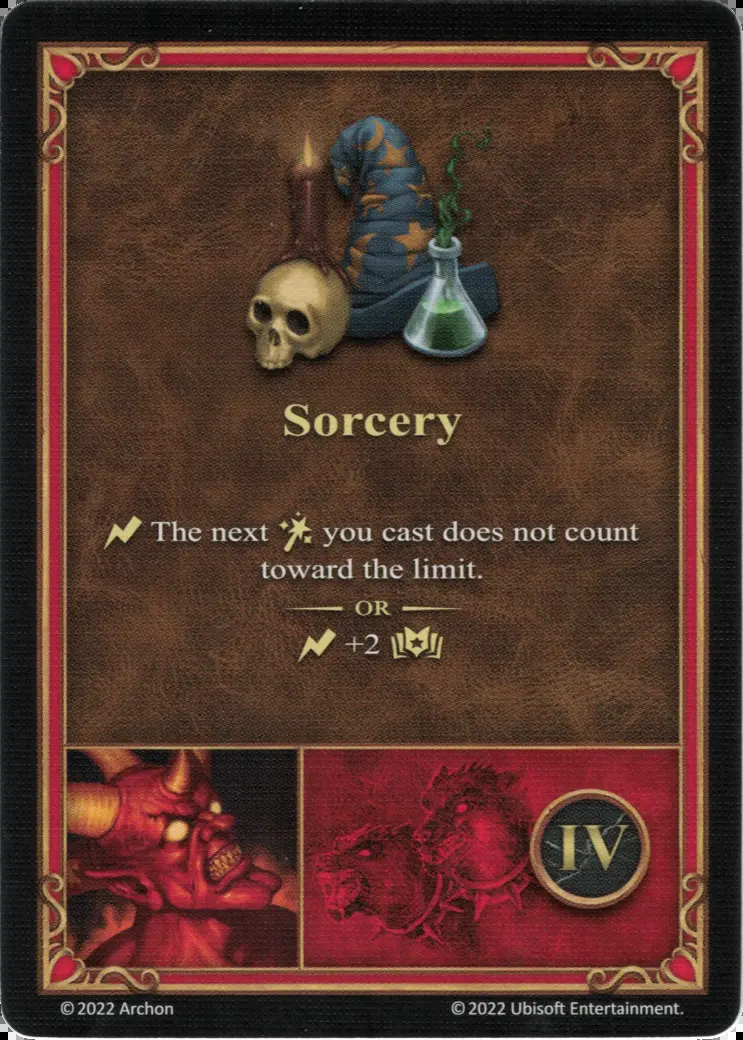 Sorcery
The next you cast does not count
toward the limit.
OR
+2
IV
© 2022 Archon
© 2022 Ubisoft Entertainment.